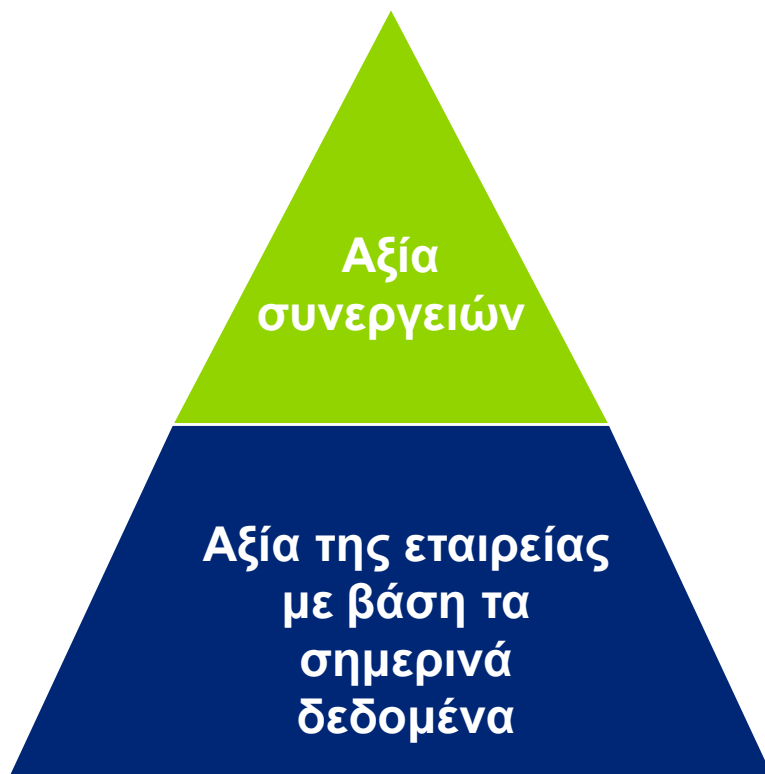 Αξία
συνεργειών
Αξία της εταιρείας
με βάση τα
σημερινά
δεδομένα